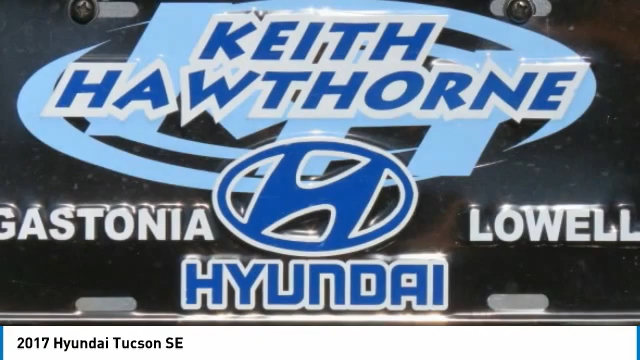 KEITH
HAWTHORNE
GASTONIA LOWELL
HYUNDAI
2017 Hyundai Tucson SE